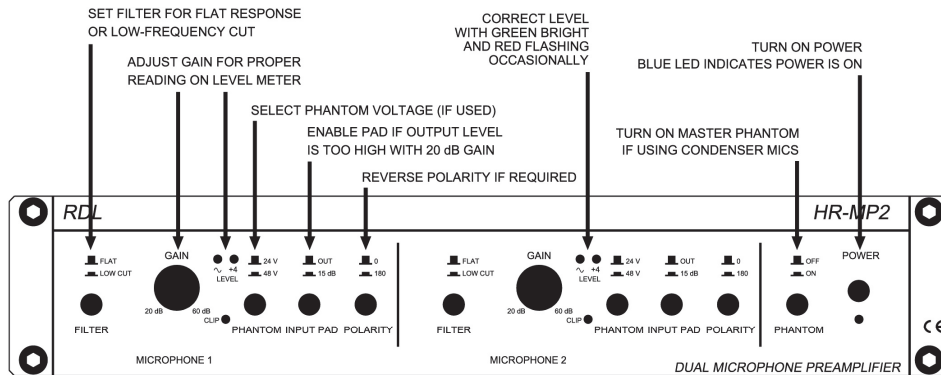 SET FILTER FOR FLAT RESPONSE
OR LOW-FREQUENCY CUT
ADJUST GAIN FOR PROPER
READING ON LEVEL METER
SELECT PHANTOM VOLTAGE (IF USED)
ENABLE PAD IF OUTPUT LEVEL
IS TOO HIGH WITH 20 dB GAIN
REVERSE POLARITY IF REQUIRED
CORRECT LEVEL
WITH GREEN BRIGHT
AND RED FLASHING
OCCASIONALLY
TURN ON MASTER PHANTOM
IF USING CONDENSER MICS
TURN ON POWER
BLUE LED INDICATES POWER IS ON
RDL
HR-MP2
FLAT
LOW CUT
FILTER
GAIN
20 dB
60 dB
+4
LEVEL
CLIP
24 V
48 V
PHANTOM
OUT
15 dB
INPUT PAD
0
180
POLARITY
MICROPHONE 1
FLAT
LOW CUT
FILTER
GAIN
20 dB
60 dB
+4
LEVEL
CLIP
24 V
48 V
PHANTOM
OUT
15 dB
INPUT PAD
0
180
POLARITY
MICROPHONE 2
OFF
ON
PHANTOM
POWER
CE
DUAL MICROPHONE PREAMPLIFIER